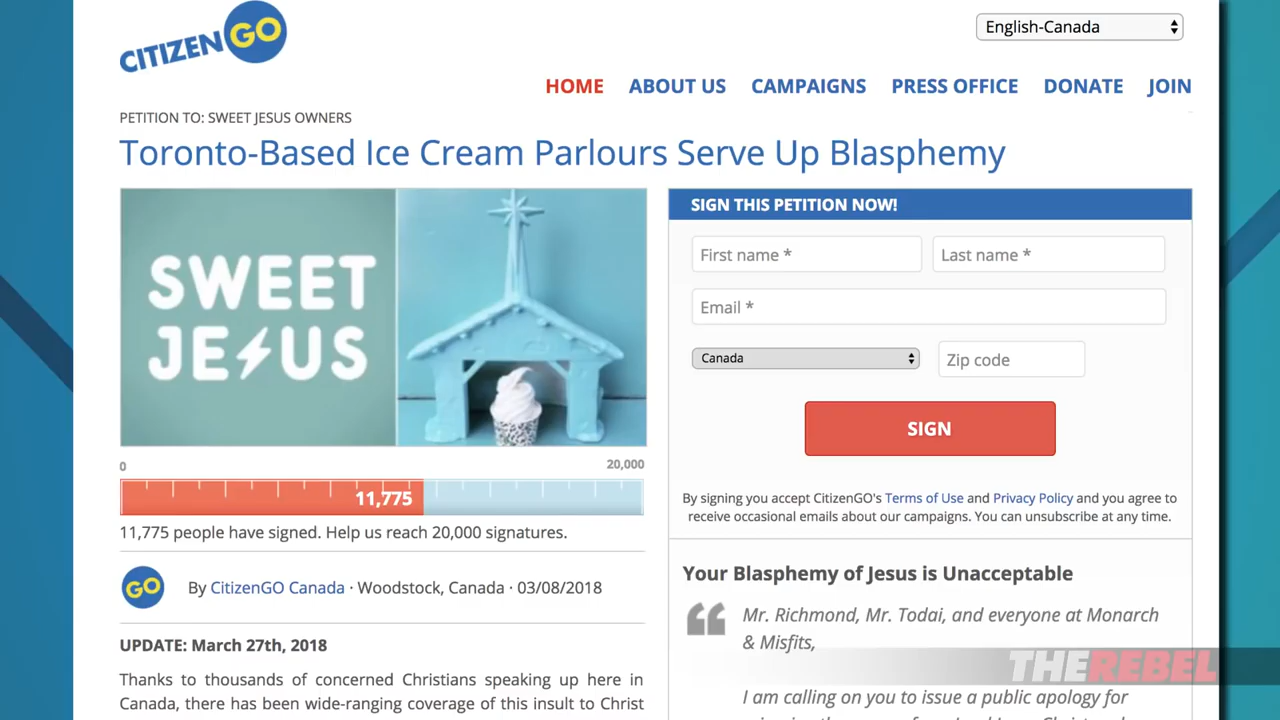 CITIZENGO
English-Canada
HOME ABOUT US CAMPAIGNS PRESS OFFICE DONATE JOIN
PETITION TO: SWEET JESUS OWNERS
Toronto-Based Ice Cream Parlours Serve Up Blasphemy
SWEET
JESUS
0 20,000
11,775
11,775 people have signed. Help us reach 20,000 signatures.
GO
By CitizenGO Canada · Woodstock, Canada · 03/08/2018
UPDATE: March 27th, 2018
Thanks to thousands of concerned Christians speaking up here in
Canada, there has been wide-ranging coverage of this insult to Christ
SIGN THIS PETITION NOW!
First name * Last name *
Email *
Canada Zip code
SIGN
By signing you accept CitizenGO's Terms of Use and Privacy Policy and you agree to
receive occasional emails about our campaigns. You can unsubscribe at any time.
Your Blasphemy of Jesus is Unacceptable
Mr. Richmond, Mr. Todai, and everyone at Monarch
& Misfits,
I am calling on you to issue a public apology for
THE REBEL